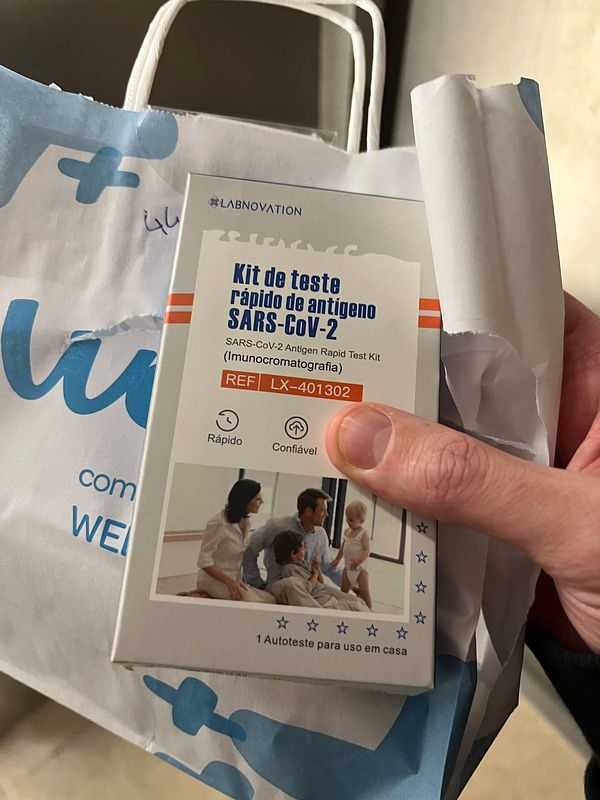 LABNOVATION
44
Kit de teste
rápido de antígeno
SARS-CoV-2
SARS-CoV-2 Antigen Rapid Test Kit
(Imunocromatografia)
REF LX-401302
Rápido
Confiável
com
1 Autoteste para uso em casa